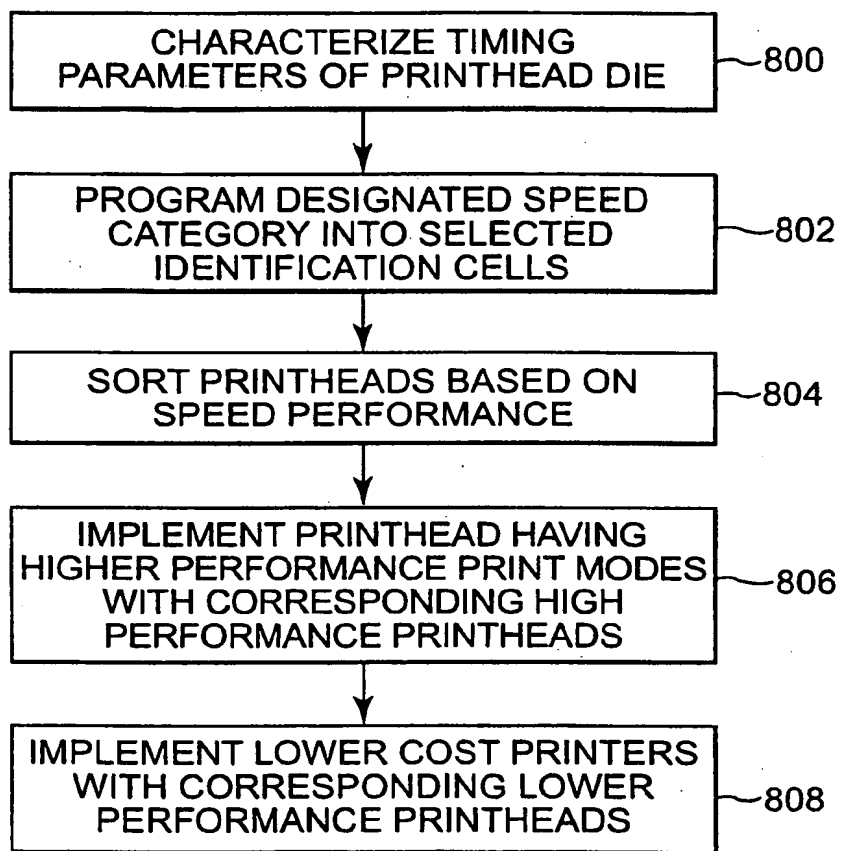 CHARACTERIZE TIMING
PARAMETERS OF PRINTHEAD DIE
800
PROGRAM DESIGNATED SPEED
CATEGORY INTO SELECTED
IDENTIFICATION CELLS
802
SORT PRINTHEADS BASED ON
SPEED PERFORMANCE
804
IMPLEMENT PRINTHEAD HAVING
HIGHER PERFORMANCE PRINT MODES
WITH CORRESPONDING HIGH
PERFORMANCE PRINTHEADS
806
IMPLEMENT LOWER COST PRINTERS
WITH CORRESPONDING LOWER
PERFORMANCE PRINTHEADS
808